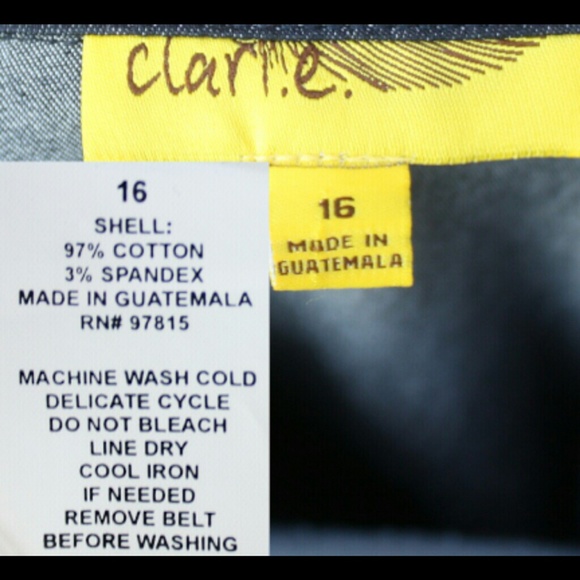 16
SHELL:
97% COTTON
3% SPANDEX
MADE IN GUATEMALA
RN# 97815
MACHINE WASH COLD
DELICATE CYCLE
DO NOT BLEACH
LINE DRY
COOL IRON
IF NEEDED
REMOVE BELT
BEFORE WASHING
16
MADE IN
GUATEMALA